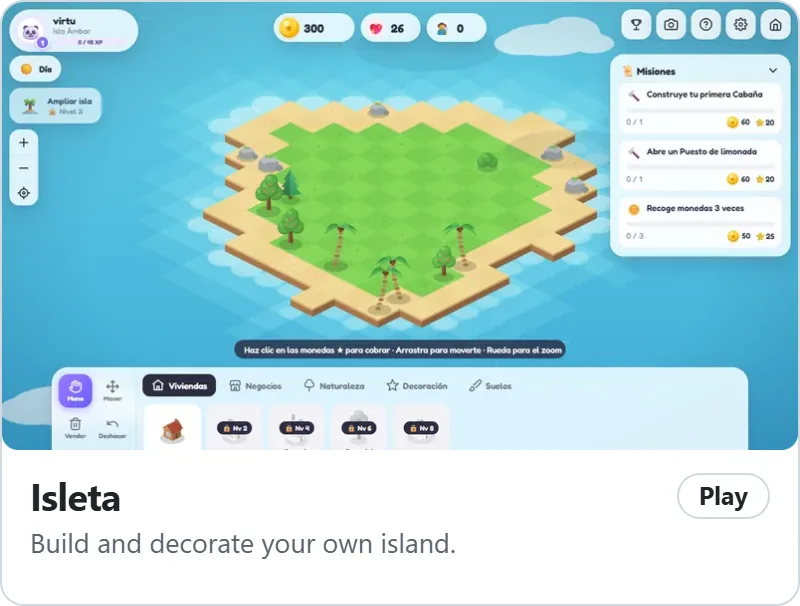 virtu
Isla Ámbar
1
0 / 45 XP
300
26
0
Día
Ampliar isla
Nivel 3
Misiones
Construye tu primera Cabaña
0 / 1
60
20
Abre un Puesto de limonada
0 / 1
60
20
Recoge monedas 3 veces
0 / 3
50
25
Haz clic en las monedas ★ para cobrar · Arrastra para moverte · Rueda para el zoom
Mano
Mover
Vender
Deshacer
Viviendas
Negocios
Naturaleza
Decoración
Suelos
Nv 2
Nv 4
Nv 6
Nv 8
Isleta
Play
Build and decorate your own island.